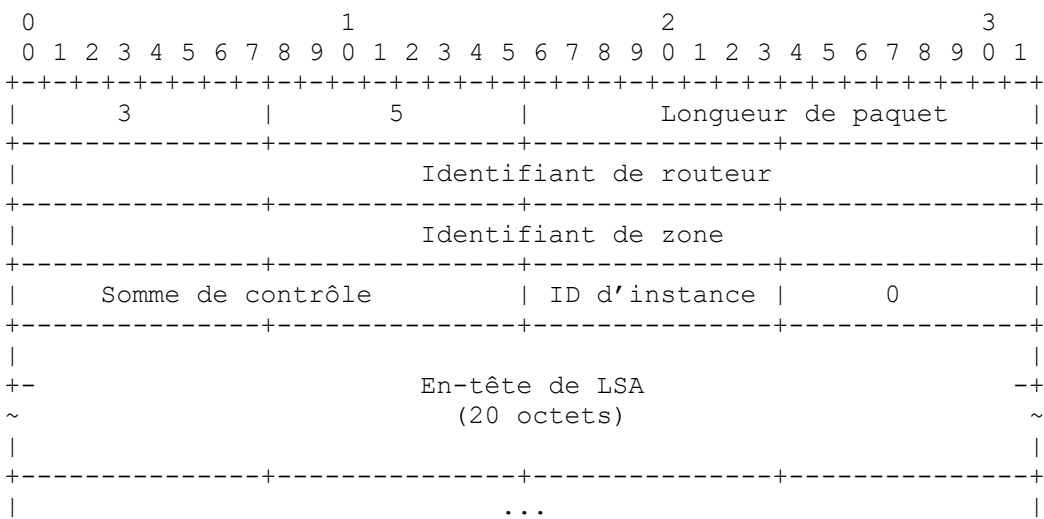 0                   1                   2                   3
 0 1 2 3 4 5 6 7 8 9 0 1 2 3 4 5 6 7 8 9 0 1 2 3 4 5 6 7 8 9 0 1
+-+-+-+-+-+-+-+-+-+-+-+-+-+-+-+-+-+-+-+-+-+-+-+-+-+-+-+-+-+-+-+-+
|       3       |       5       |        Longueur de paquet     |
+---------------+---------------+---------------+---------------+
|                         Identifiant de routeur                |
+---------------+---------------+---------------+---------------+
|                         Identifiant de zone                   |
+---------------+---------------+---------------+---------------+
|     Somme de contrôle         | ID d’instance |      0        |
+---------------+---------------+---------------+---------------+
|                                                               |
+-                        En-tête de LSA                       -+
~                           (20 octets)                         ~
|                                                               |
+---------------+---------------+---------------+---------------+
|                              ...                              |